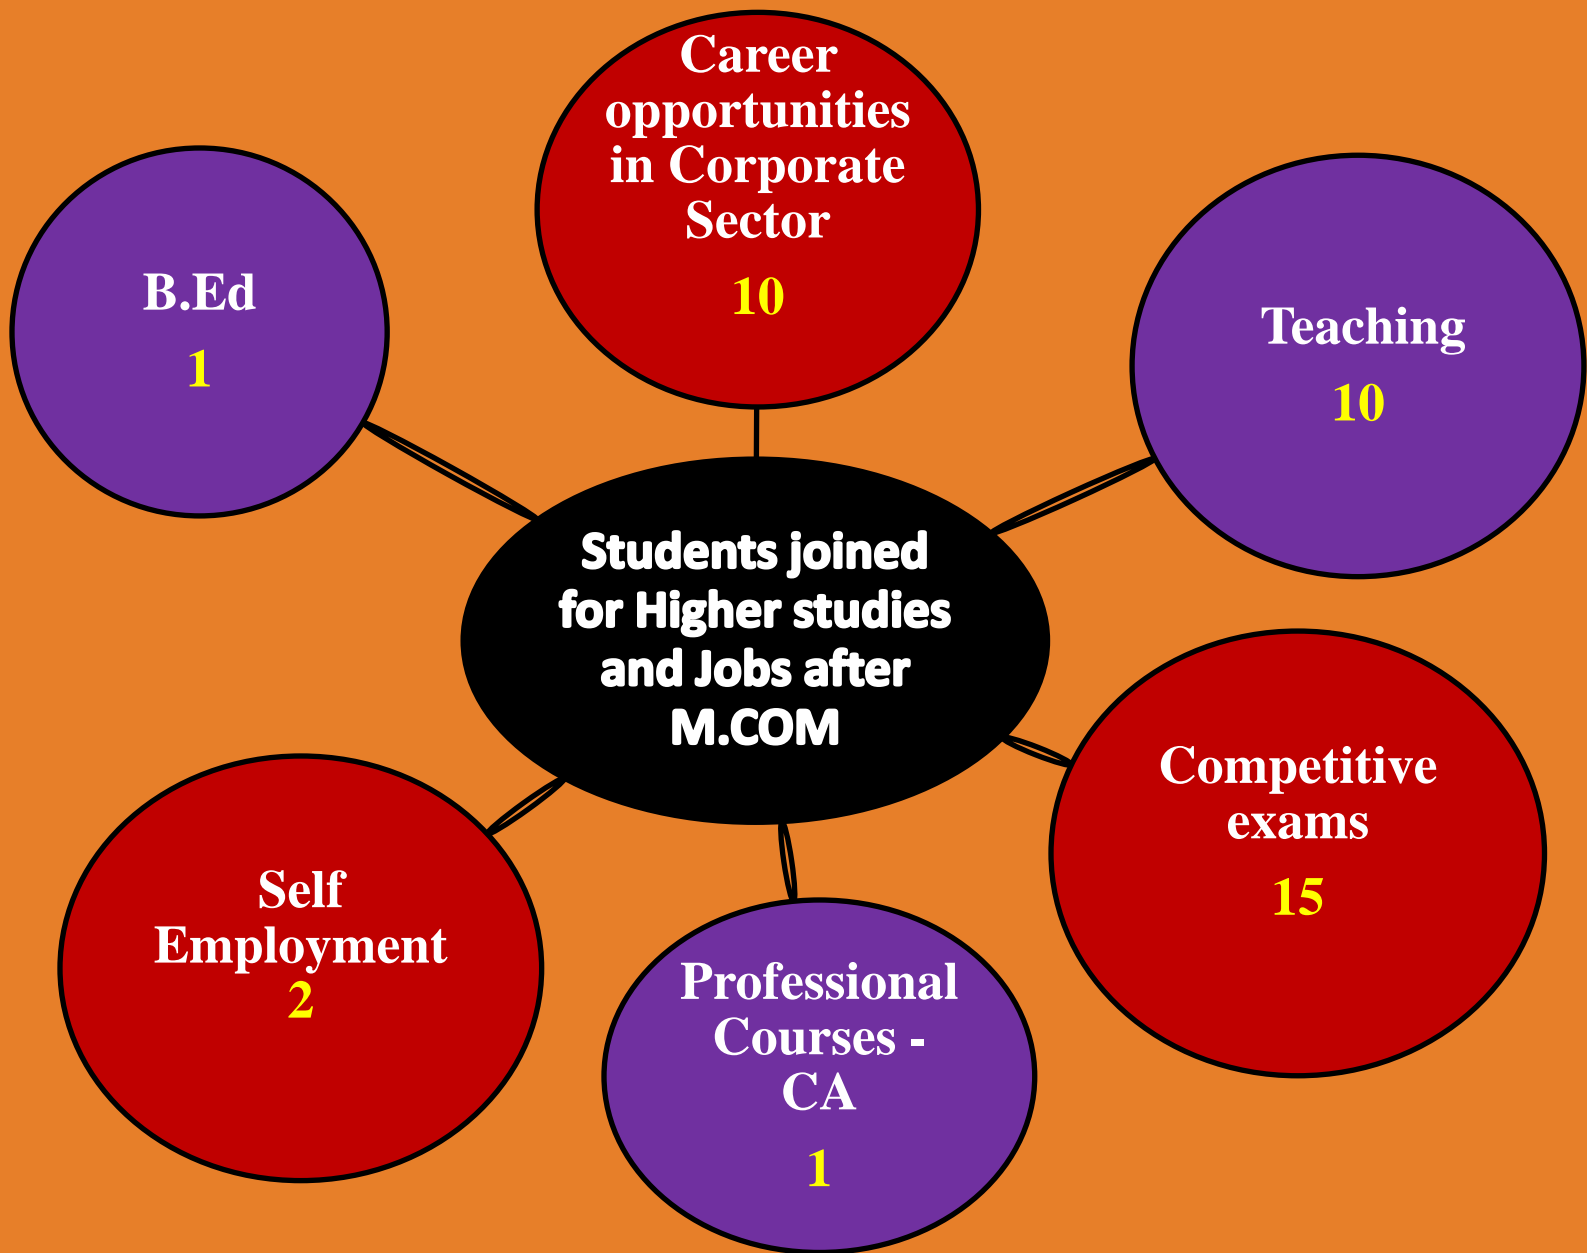 Career
opportunities
in Corporate
Sector
10
Teaching
10
Competitive
exams
15
Professional
Courses -
CA
1
Self
Employment
2
B.Ed
1
Students joined
for Higher studies
and Jobs after
M.COM